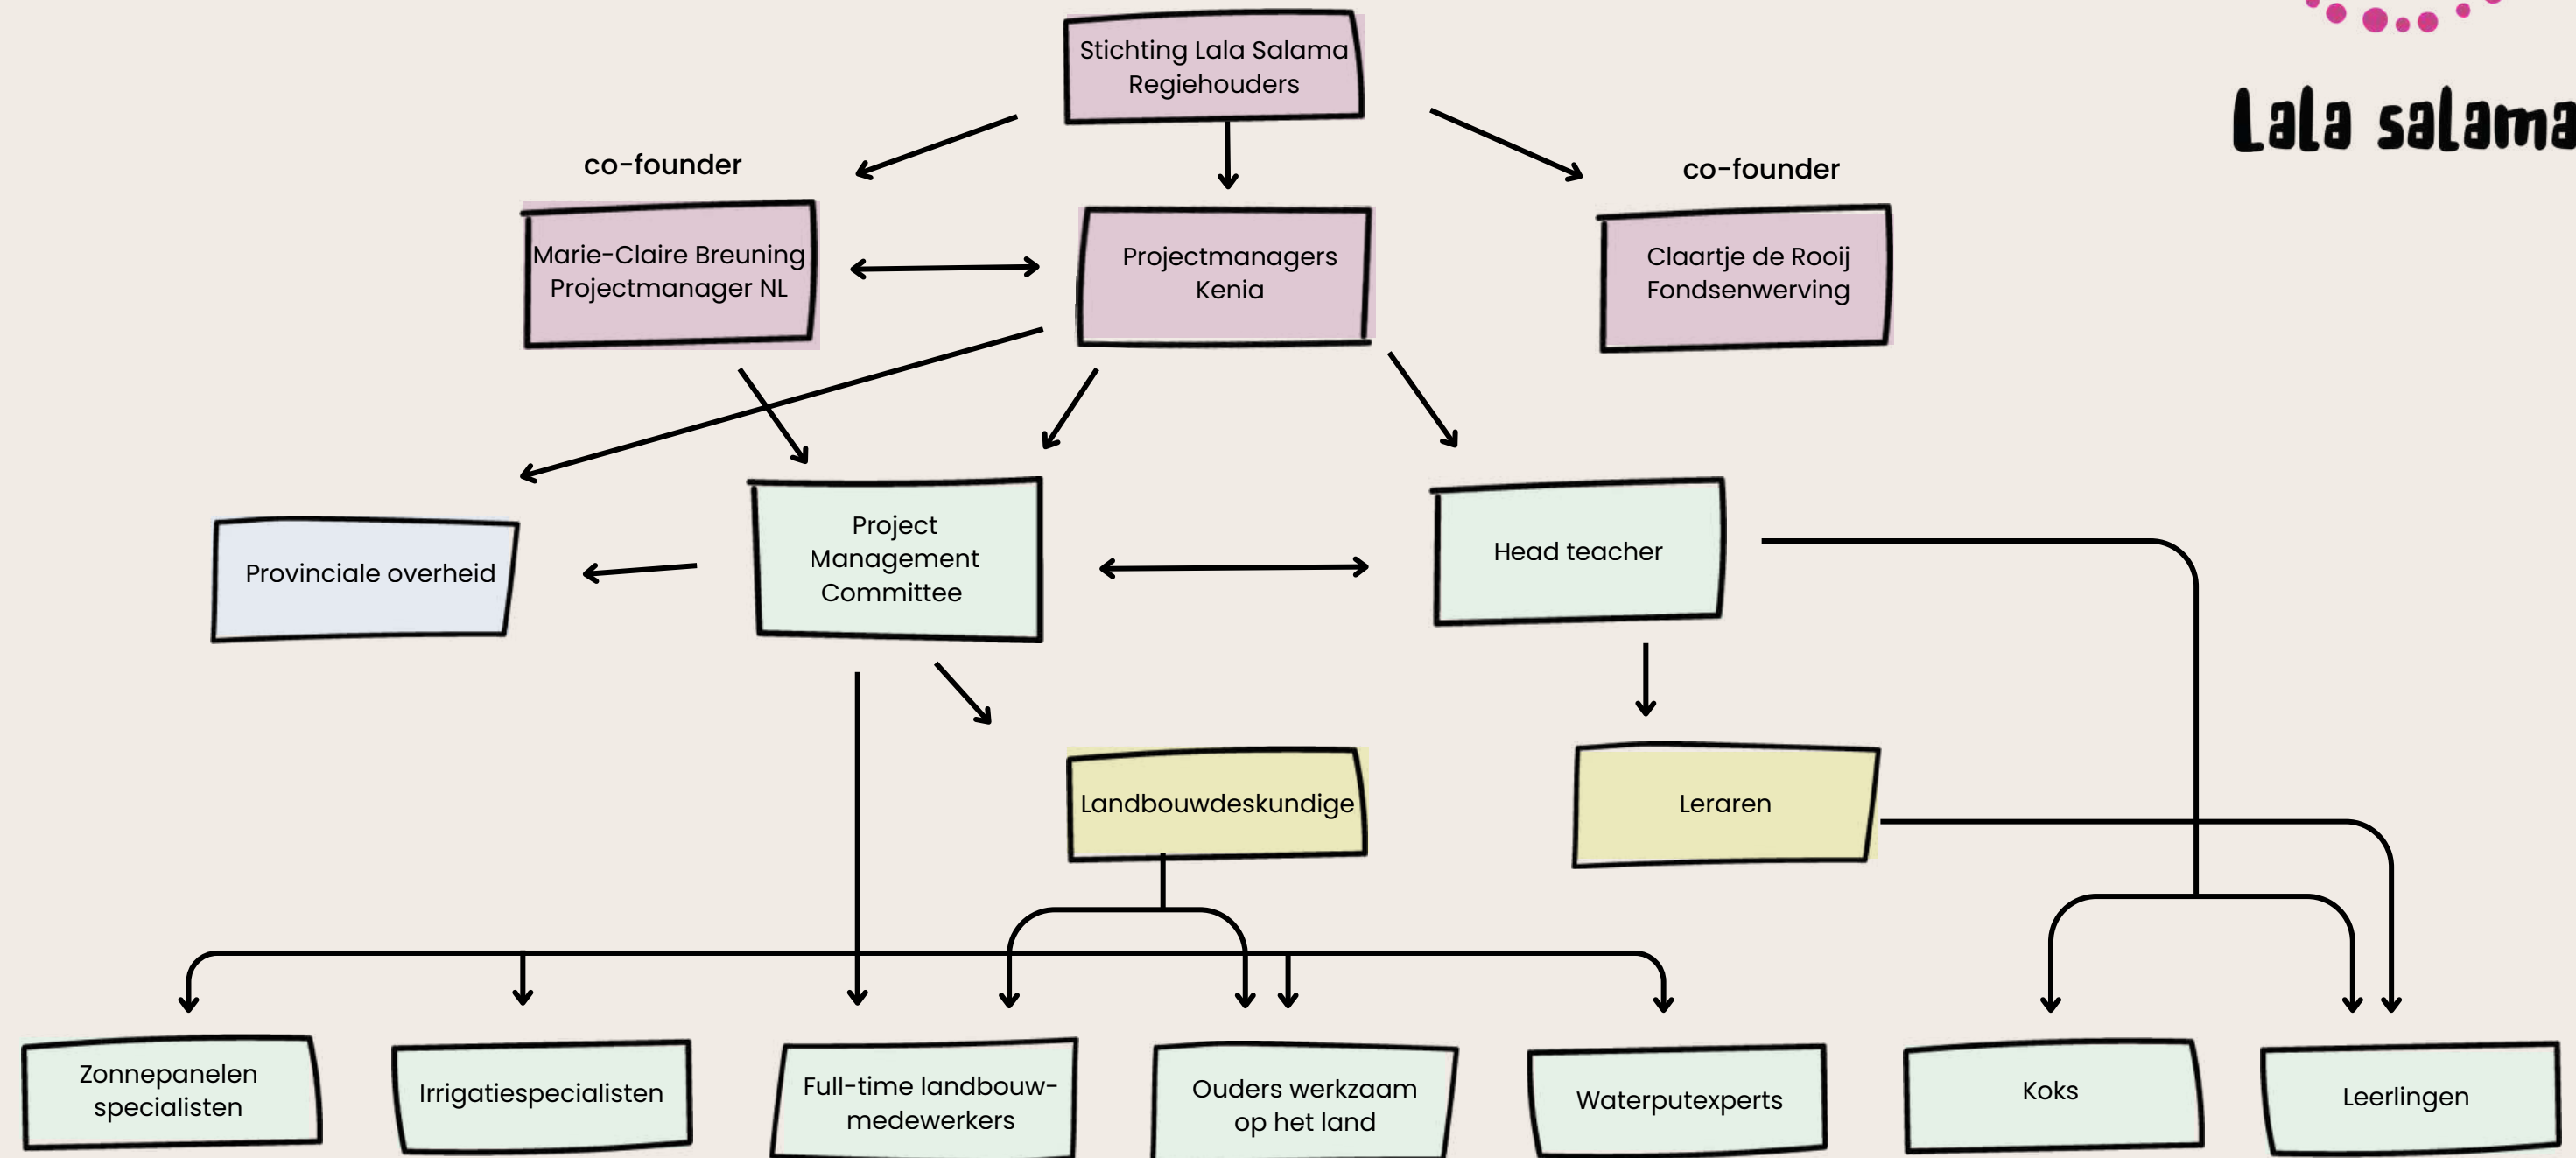 Stichting Lala Salama
Regiehouders
Lala salama
co-founder
co-founder
Marie-Claire Breuning
Projectmanager NL
Projectmanagers
Kenia
Claartje de Rooij
Fondsenwerving
Provinciale overheid
Project
Management
Committee
Head teacher
Landbouwdeskundige
Leraren
Zonnepanelen
specialisten
Irrigatiespecialisten
Full-time landbouw-
medewerkers
Ouders werkzaam
op het land
Waterputexperts
Koks
Leerlingen